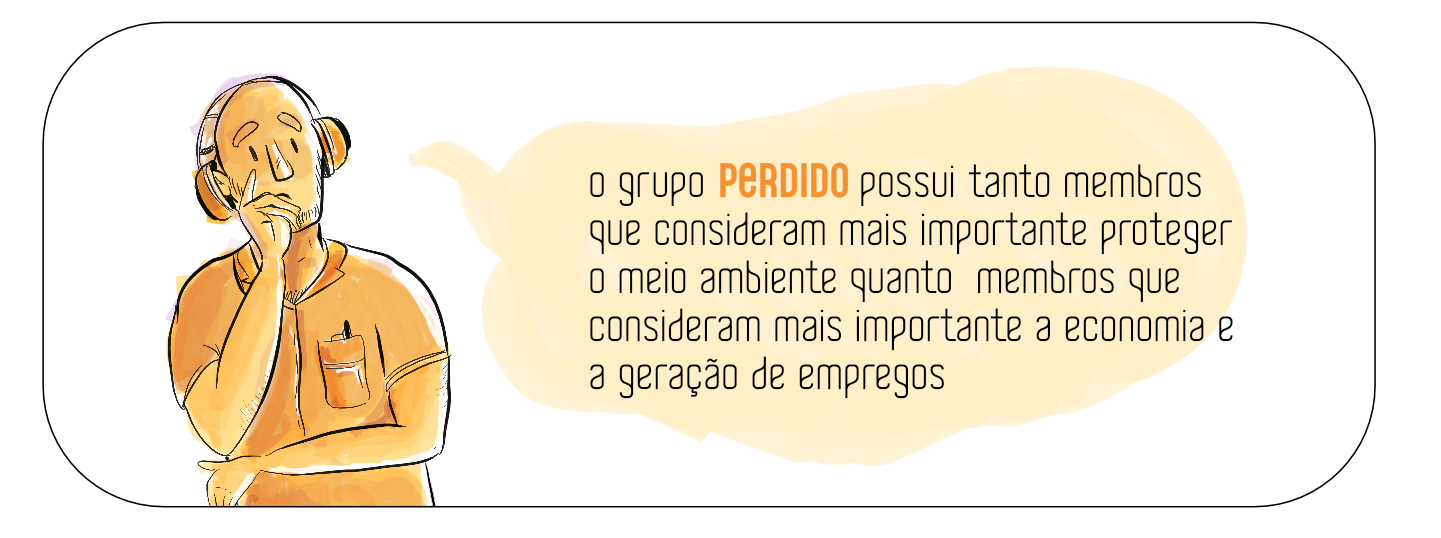 o grupo PERDIDO possui tanto membros
que consideram mais importante proteger
o meio ambiente quanto membros que
consideram mais importante a economia e
a geração de empregos